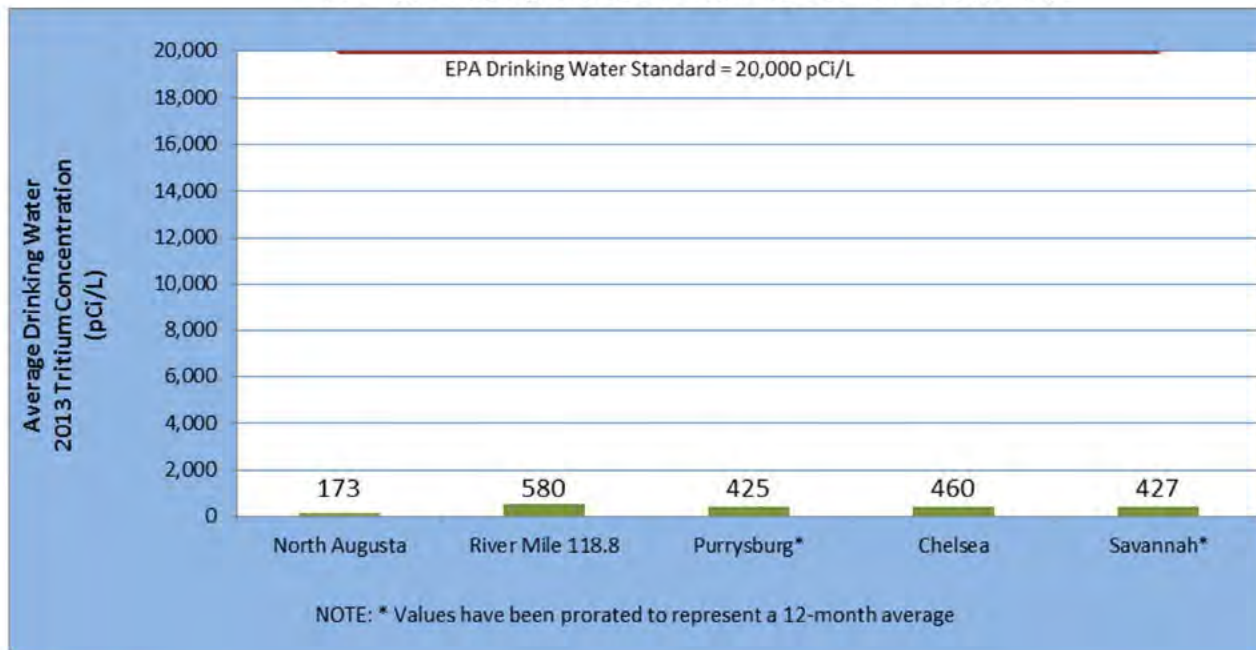 20,000
EPA Drinking Water Standard = 20,000 pCi/L
18,000
16,000
14,000
12,000
10,000
8,000
6,000
4,000
2,000
0
Average Drinking Water
2013 Tritium Concentration
(pCi/L)
173 580 425 460 427
North Augusta River Mile 118.8 Purrysburg* Chelsea Savannah*
NOTE: * Values have been prorated to represent a 12-month average